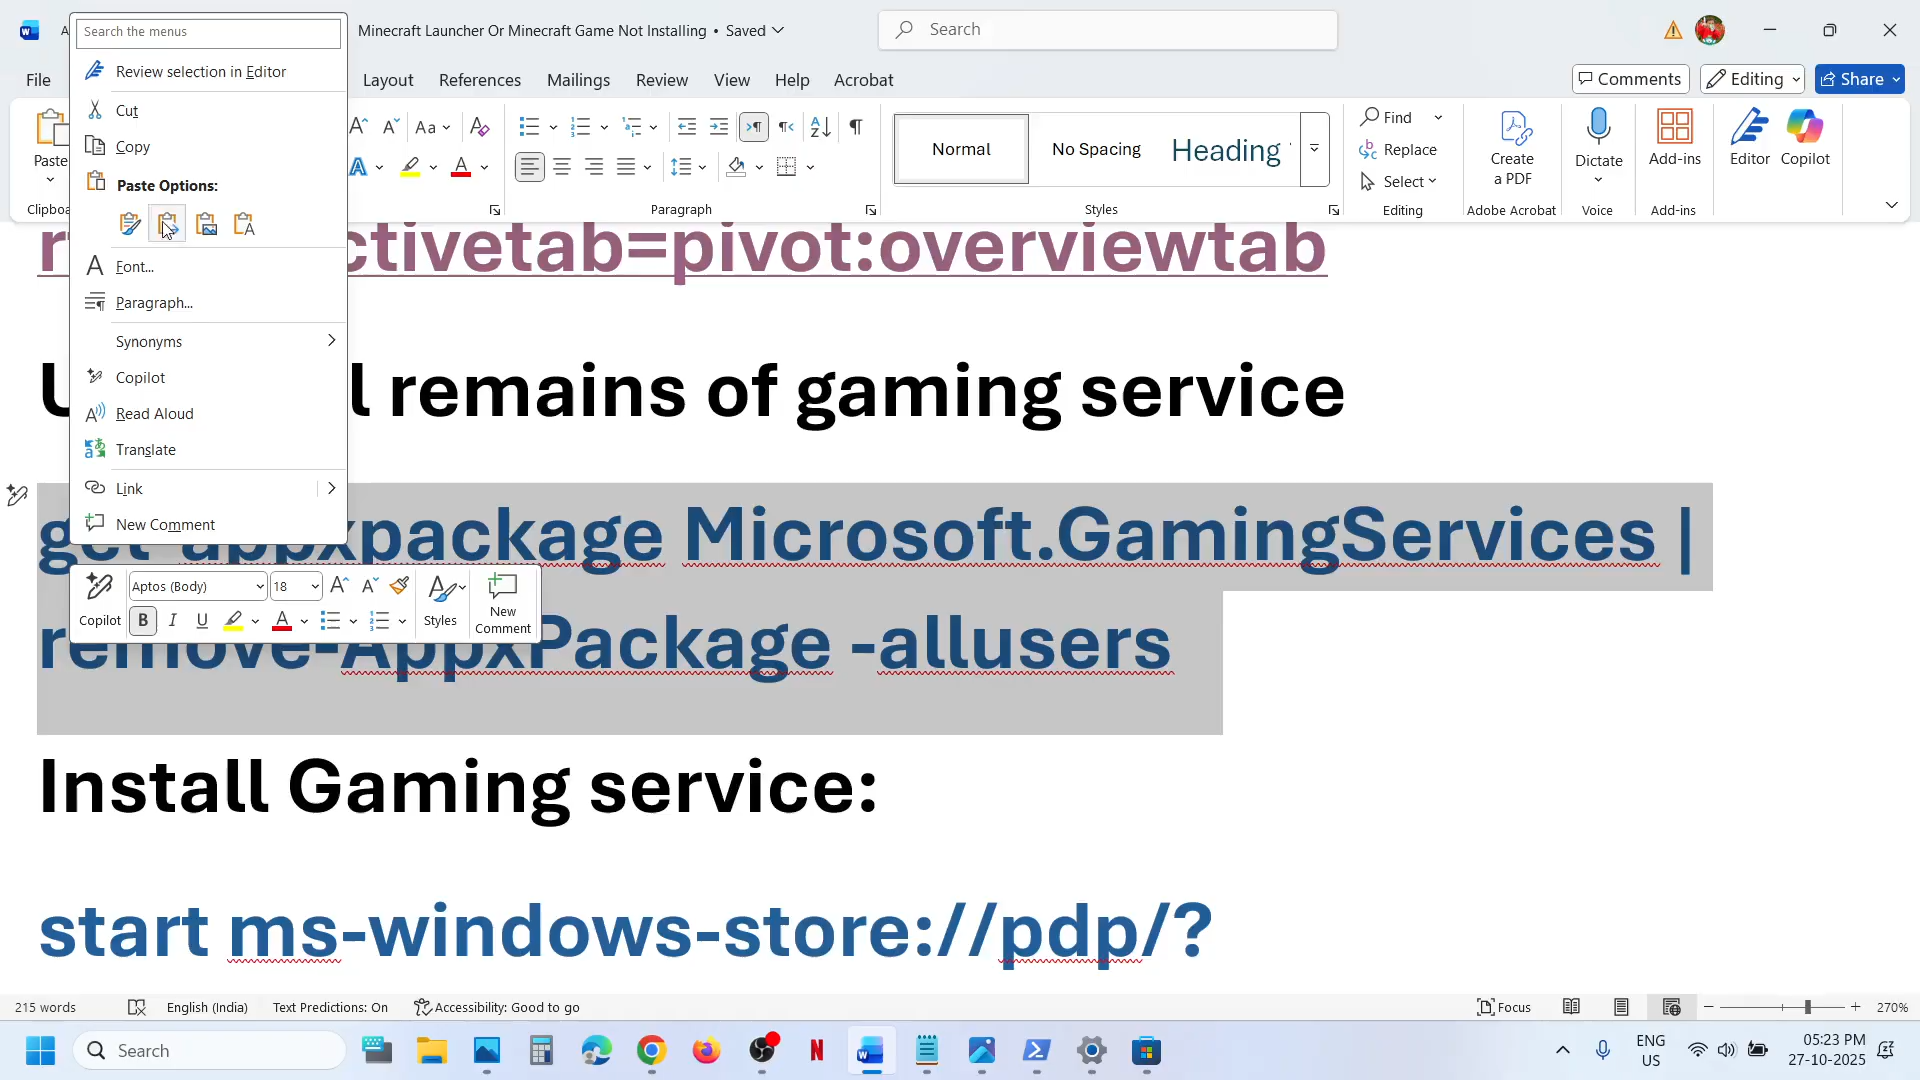 Minecraft Launcher Or Minecraft Game Not Installing • Saved
Search
File
Layout
References
Mailings
Review
View
Help
Acrobat
Comments
Editing
Share
Search the menus
Review selection in Editor
Cut
Copy
Paste Options:
Font...
Paragraph...
Synonyms
Copilot
Read Aloud
Translate
Link
New Comment
Paste
Aa
Normal
No Spacing
Heading
Find
Replace
Select
Create
a PDF
Dictate
Add-ins
Editor
Copilot
Paragraph
Styles
Editing
Adobe Acrobat
Voice
Add-ins
ctivetab=pivot:overviewtab
remains of gaming service
get-appxpackage Microsoft.GamingServices |
remove-AppxPackage -allusers
Copilot
Aptos (Body)
18
B I U
Styles
New
Comment
Install Gaming service:
start ms-windows-store://pdp/?
215 words
English (India)
Text Predictions: On
Accessibility: Good to go
Focus
270%
Search
ENG
US
05:23 PM
27-10-2025